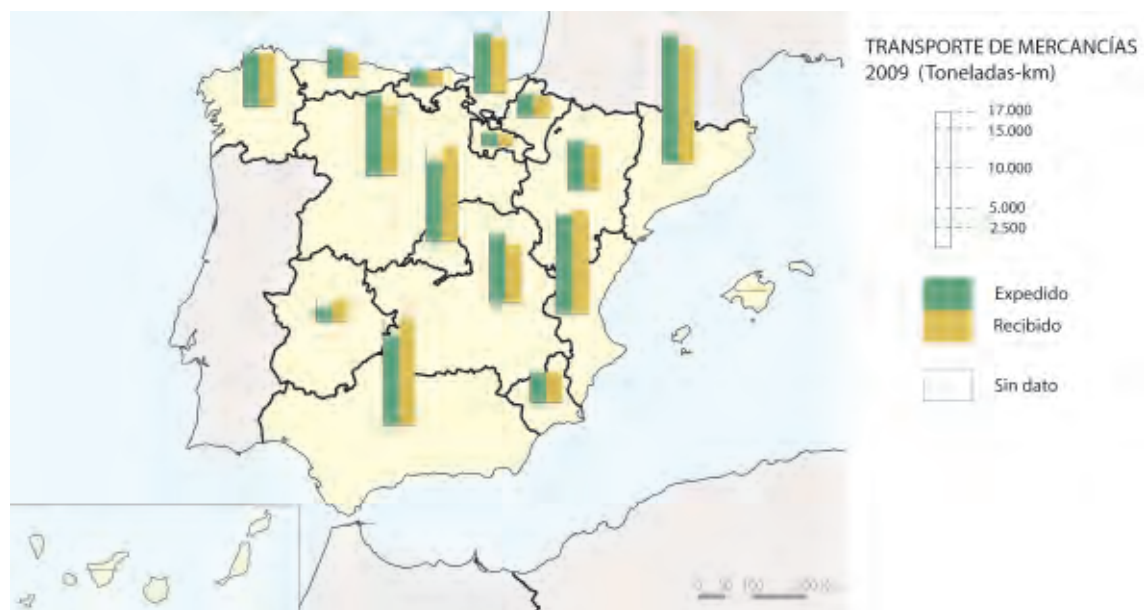 TRANSPORTE DE MERCANCÍAS
2009 (Toneladas-km)
17.000
15.000
10.000
5.000
2.500
Expedido
Recibido
Sin dato
0 50 100